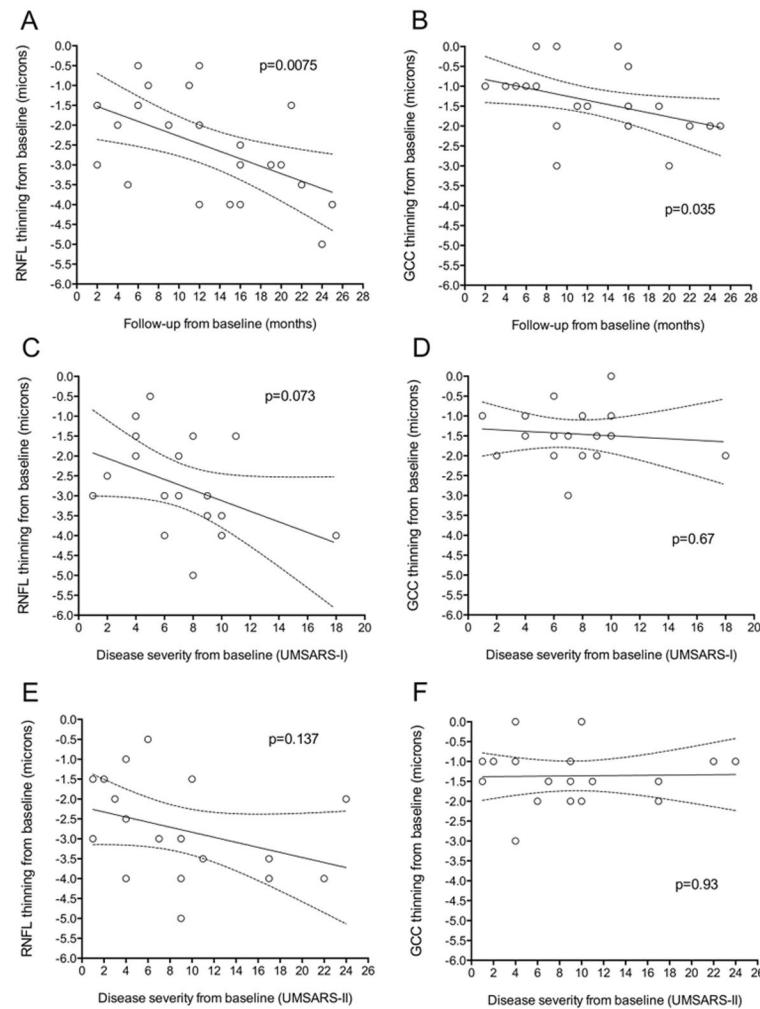 A
RNFL thinning from baseline (microns)
0.0
-0.5
-1.0
-1.5
-2.0
-2.5
-3.0
-3.5
-4.0
-4.5
-5.0
-5.5
-6.0
p=0.0075
0 2 4 6 8 10 12 14 16 18 20 22 24 26 28
Follow-up from baseline (months)
B
GCC thinning from baseline (microns)
0.0
-0.5
-1.0
-1.5
-2.0
-2.5
-3.0
-3.5
-4.0
-4.5
-5.0
-5.5
-6.0
p=0.035
0 2 4 6 8 10 12 14 16 18 20 22 24 26 28
Follow-up from baseline (months)
C
RNFL thinning from baseline (microns)
0.0
-0.5
-1.0
-1.5
-2.0
-2.5
-3.0
-3.5
-4.0
-4.5
-5.0
-5.5
-6.0
p=0.073
0 2 4 6 8 10 12 14 16 18 20
Disease severity from baseline (UMSARS-I)
D
GCC thinning from baseline (microns)
0.0
-0.5
-1.0
-1.5
-2.0
-2.5
-3.0
-3.5
-4.0
-4.5
-5.0
-5.5
-6.0
p=0.67
0 2 4 6 8 10 12 14 16 18 20
Disease severity from baseline (UMSARS-I)
E
RNFL thinning from baseline (microns)
0.0
-0.5
-1.0
-1.5
-2.0
-2.5
-3.0
-3.5
-4.0
-4.5
-5.0
-5.5
-6.0
p=0.137
0 2 4 6 8 10 12 14 16 18 20 22 24 26
Disease severity from baseline (UMSARS-II)
F
GCC thinning from baseline (microns)
0.0
-0.5
-1.0
-1.5
-2.0
-2.5
-3.0
-3.5
-4.0
-4.5
-5.0
-5.5
-6.0
p=0.93
0 2 4 6 8 10 12 14 16 18 20 22 24 26
Disease severity from baseline (UMSARS-II)